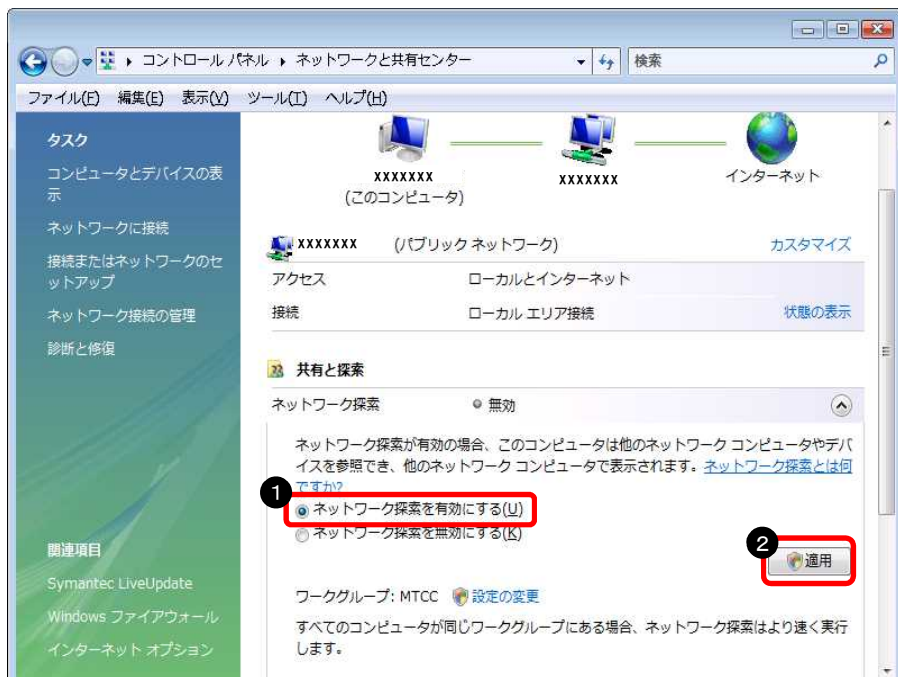 コントロール パネル ▸ ネットワークと共有センター
検索
ファイル(F) 編集(E) 表示(V) ツール(T) ヘルプ(H)
タスク
コンピュータとデバイスの表
示
ネットワークに接続
接続またはネットワークのセ
ットアップ
ネットワーク接続の管理
診断と修復
関連項目
Symantec LiveUpdate
Windows ファイアウォール
インターネット オプション
XXXXXXX
(このコンピュータ)
XXXXXXX
インターネット
XXXXXXX (パブリック ネットワーク) カスタマイズ
アクセス ローカルとインターネット
接続 ローカル エリア接続 状態の表示
共有と探索
ネットワーク探索 無効
ネットワーク探索が有効の場合、このコンピュータは他のネットワーク コンピュータやデバ
イスを参照でき、他のネットワーク コンピュータで表示されます。ネットワーク探索とは何
ですか?
1
ネットワーク探索を有効にする(U)
ネットワーク探索を無効にする(K)
2
適用
ワークグループ: MTCC 設定の変更
すべてのコンピュータが同じワークグループにある場合、ネットワーク探索はより速く実行
します。